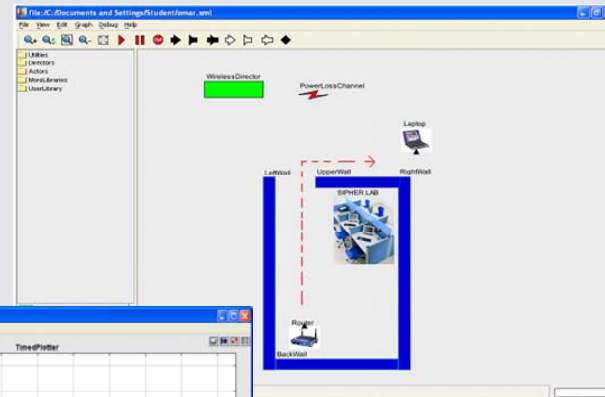 file:/C:/Documents and Settings/Student/omar.xml
File View Edit Graph Debug Help
Utilities
Directors
Actors
MoreLibraries
UserLibrary
WirelessDirector
PowerLossChannel
Laptop
LeftWall
UpperWall
RightWall
SIPHER LAB
Router
BackWall
TimedPlotter